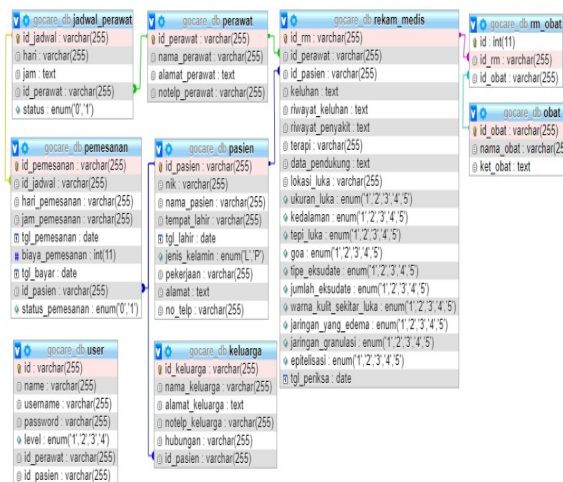 gocare_db jadwal_perawat
id_jadwal : varchar(255)
hari : varchar(255)
jam : text
id_perawat : varchar(255)
status : enum('0','1')
gocare_db perawat
id_perawat : varchar(255)
nama_perawat : varchar(255)
alamat_perawat : text
notelp_perawat : varchar(255)
gocare_db rekam_medis
id_rm : varchar(255)
id_perawat : varchar(255)
id_pasien : varchar(255)
keluhan : text
riwayat_keluhan : text
riwayat_penyakit : text
terapi : varchar(255)
data_pendukung : text
lokasi_luka : varchar(255)
ukuran_luka : enum('1','2','3','4','5')
kedalaman : enum('1','2','3','4','5')
tepi_luka : enum('1','2','3','4','5')
goa : enum('1','2','3','4','5')
tipe_eksudate : enum('1','2','3','4','5')
jumlah_eksudate : enum('1','2','3','4','5')
warna_kulit_sekitar_luka : enum('1','2','3','4','5')
jaringan_yang_edema : enum('1','2','3','4','5')
jaringan_granulasi : enum('1','2','3','4','5')
epitelisasi : enum('1','2','3','4','5')
tgl_periksa : date
gocare_db rm_obat
id : int(11)
id_rm : varchar(255)
id_obat : varchar(255)
gocare_db obat
id_obat : varchar(255)
nama_obat : varchar(255
ket_obat : text
gocare_db pemesanan
id_pemesanan : varchar(255)
id_jadwal : varchar(255)
hari_pemesanan : varchar(255)
jam_pemesanan : varchar(255)
tgl_pemesanan : date
# biaya_pemesanan : int(11)
tgl_bayar : date
id_pasien : varchar(255)
status_pemesanan : enum('0','1')
gocare_db pasien
id_pasien : varchar(255)
nik : varchar(255)
nama_pasien : varchar(255)
tempat_lahir : varchar(255)
tgl_lahir : date
jenis_kelamin : enum('L','P')
pekerjaan : varchar(255)
alamat : text
no_telp : varchar(255)
gocare_db user
id : varchar(255)
name : varchar(255)
username : varchar(255)
password : varchar(255)
level : enum('1','2','3','4')
id_perawat : varchar(255)
id_pasien : varchar(255)
gocare_db keluarga
id_keluarga : varchar(255)
nama_keluarga : varchar(255)
alamat_keluarga : text
notelp_keluarga : varchar(255)
hubungan : varchar(255)
id_pasien : varchar(255)